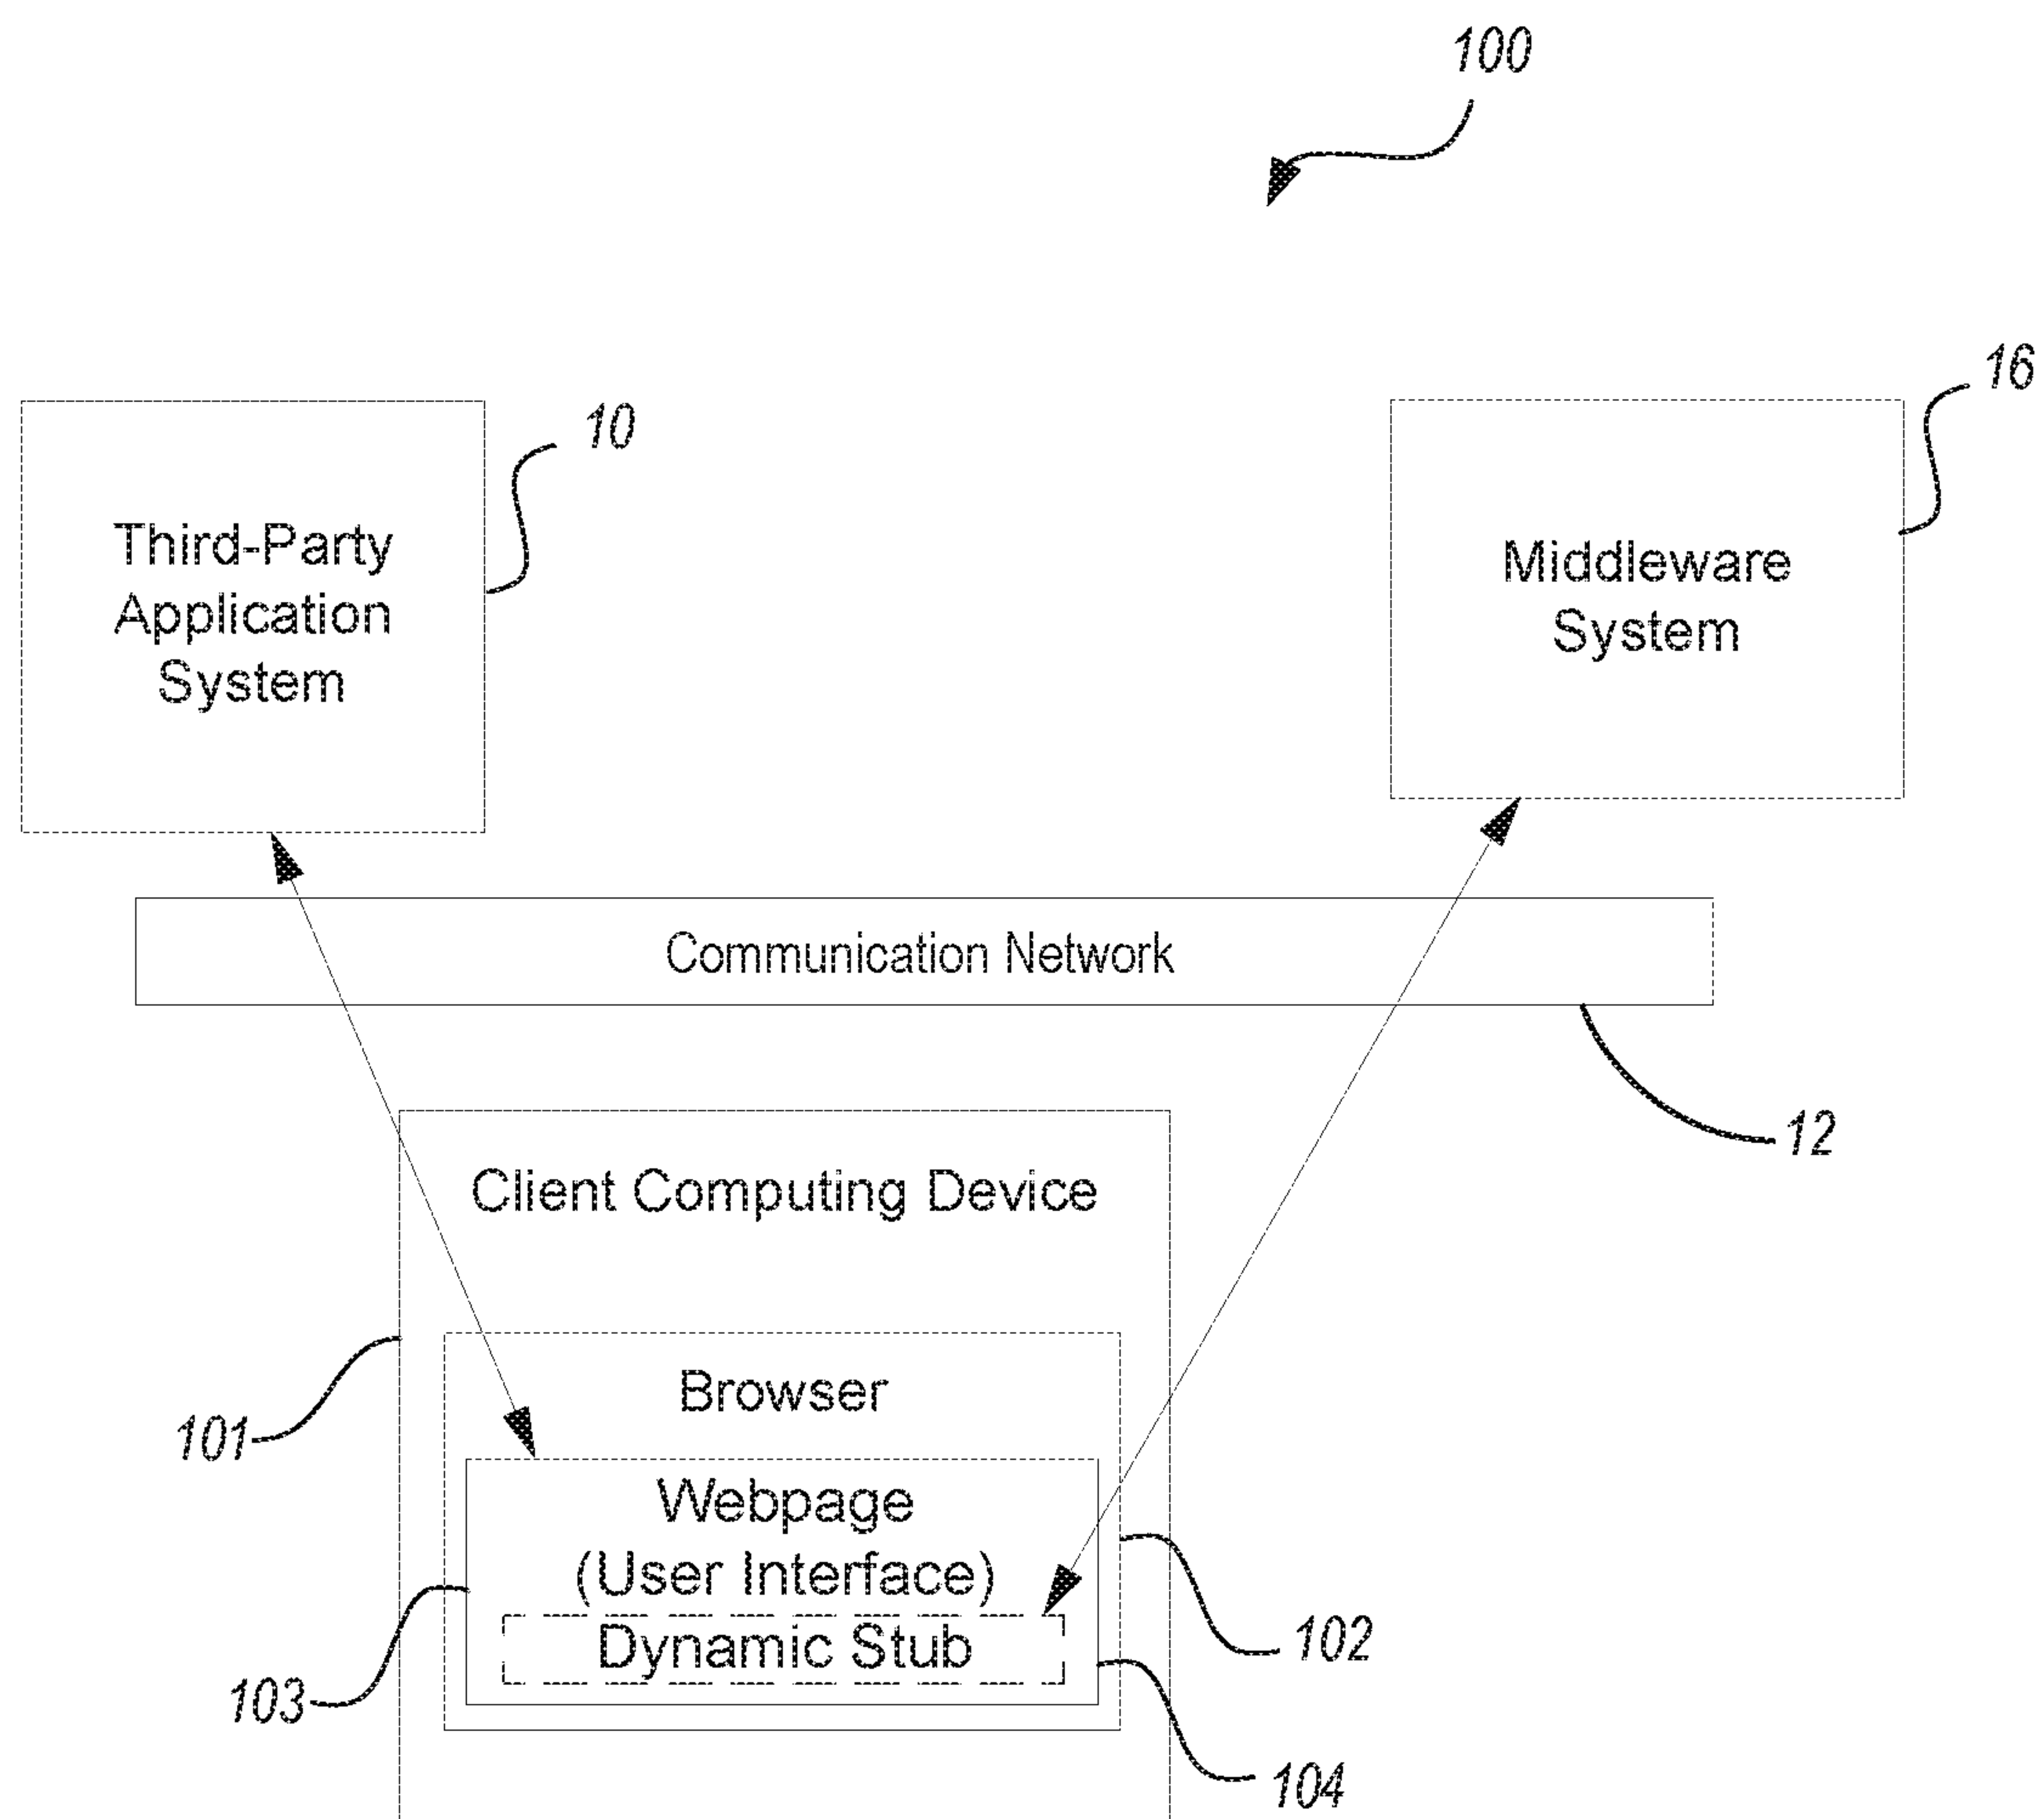 100
16
10
Third-Party
Application
System
Middleware
System
Communication Network
12
Client Computing Device
Browser
101
Webpage
(User Interface)
Dynamic Stub
102
103
104